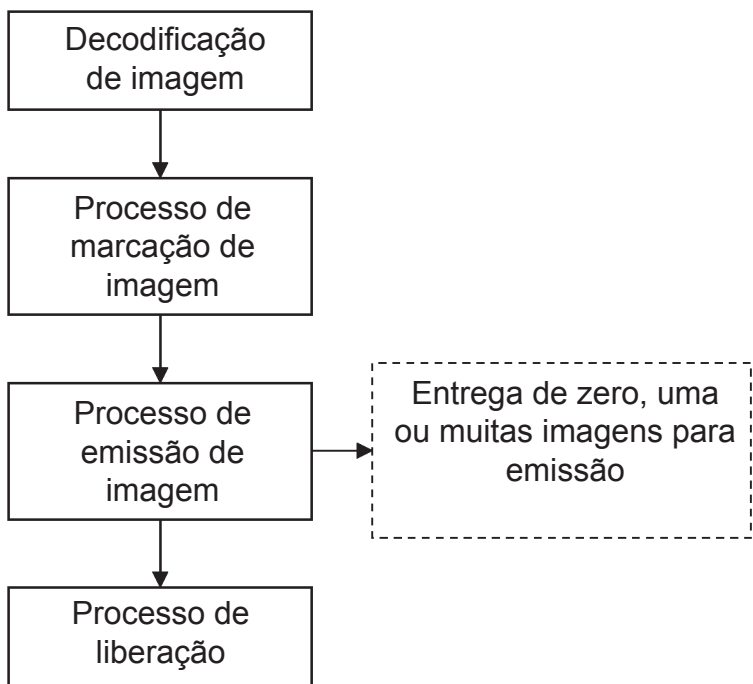 Decodificação
de imagem
Processo de
marcação de
imagem
Processo de
emissão de
imagem
Entrega de zero, uma
ou muitas imagens para
emissão
Processo de
liberação